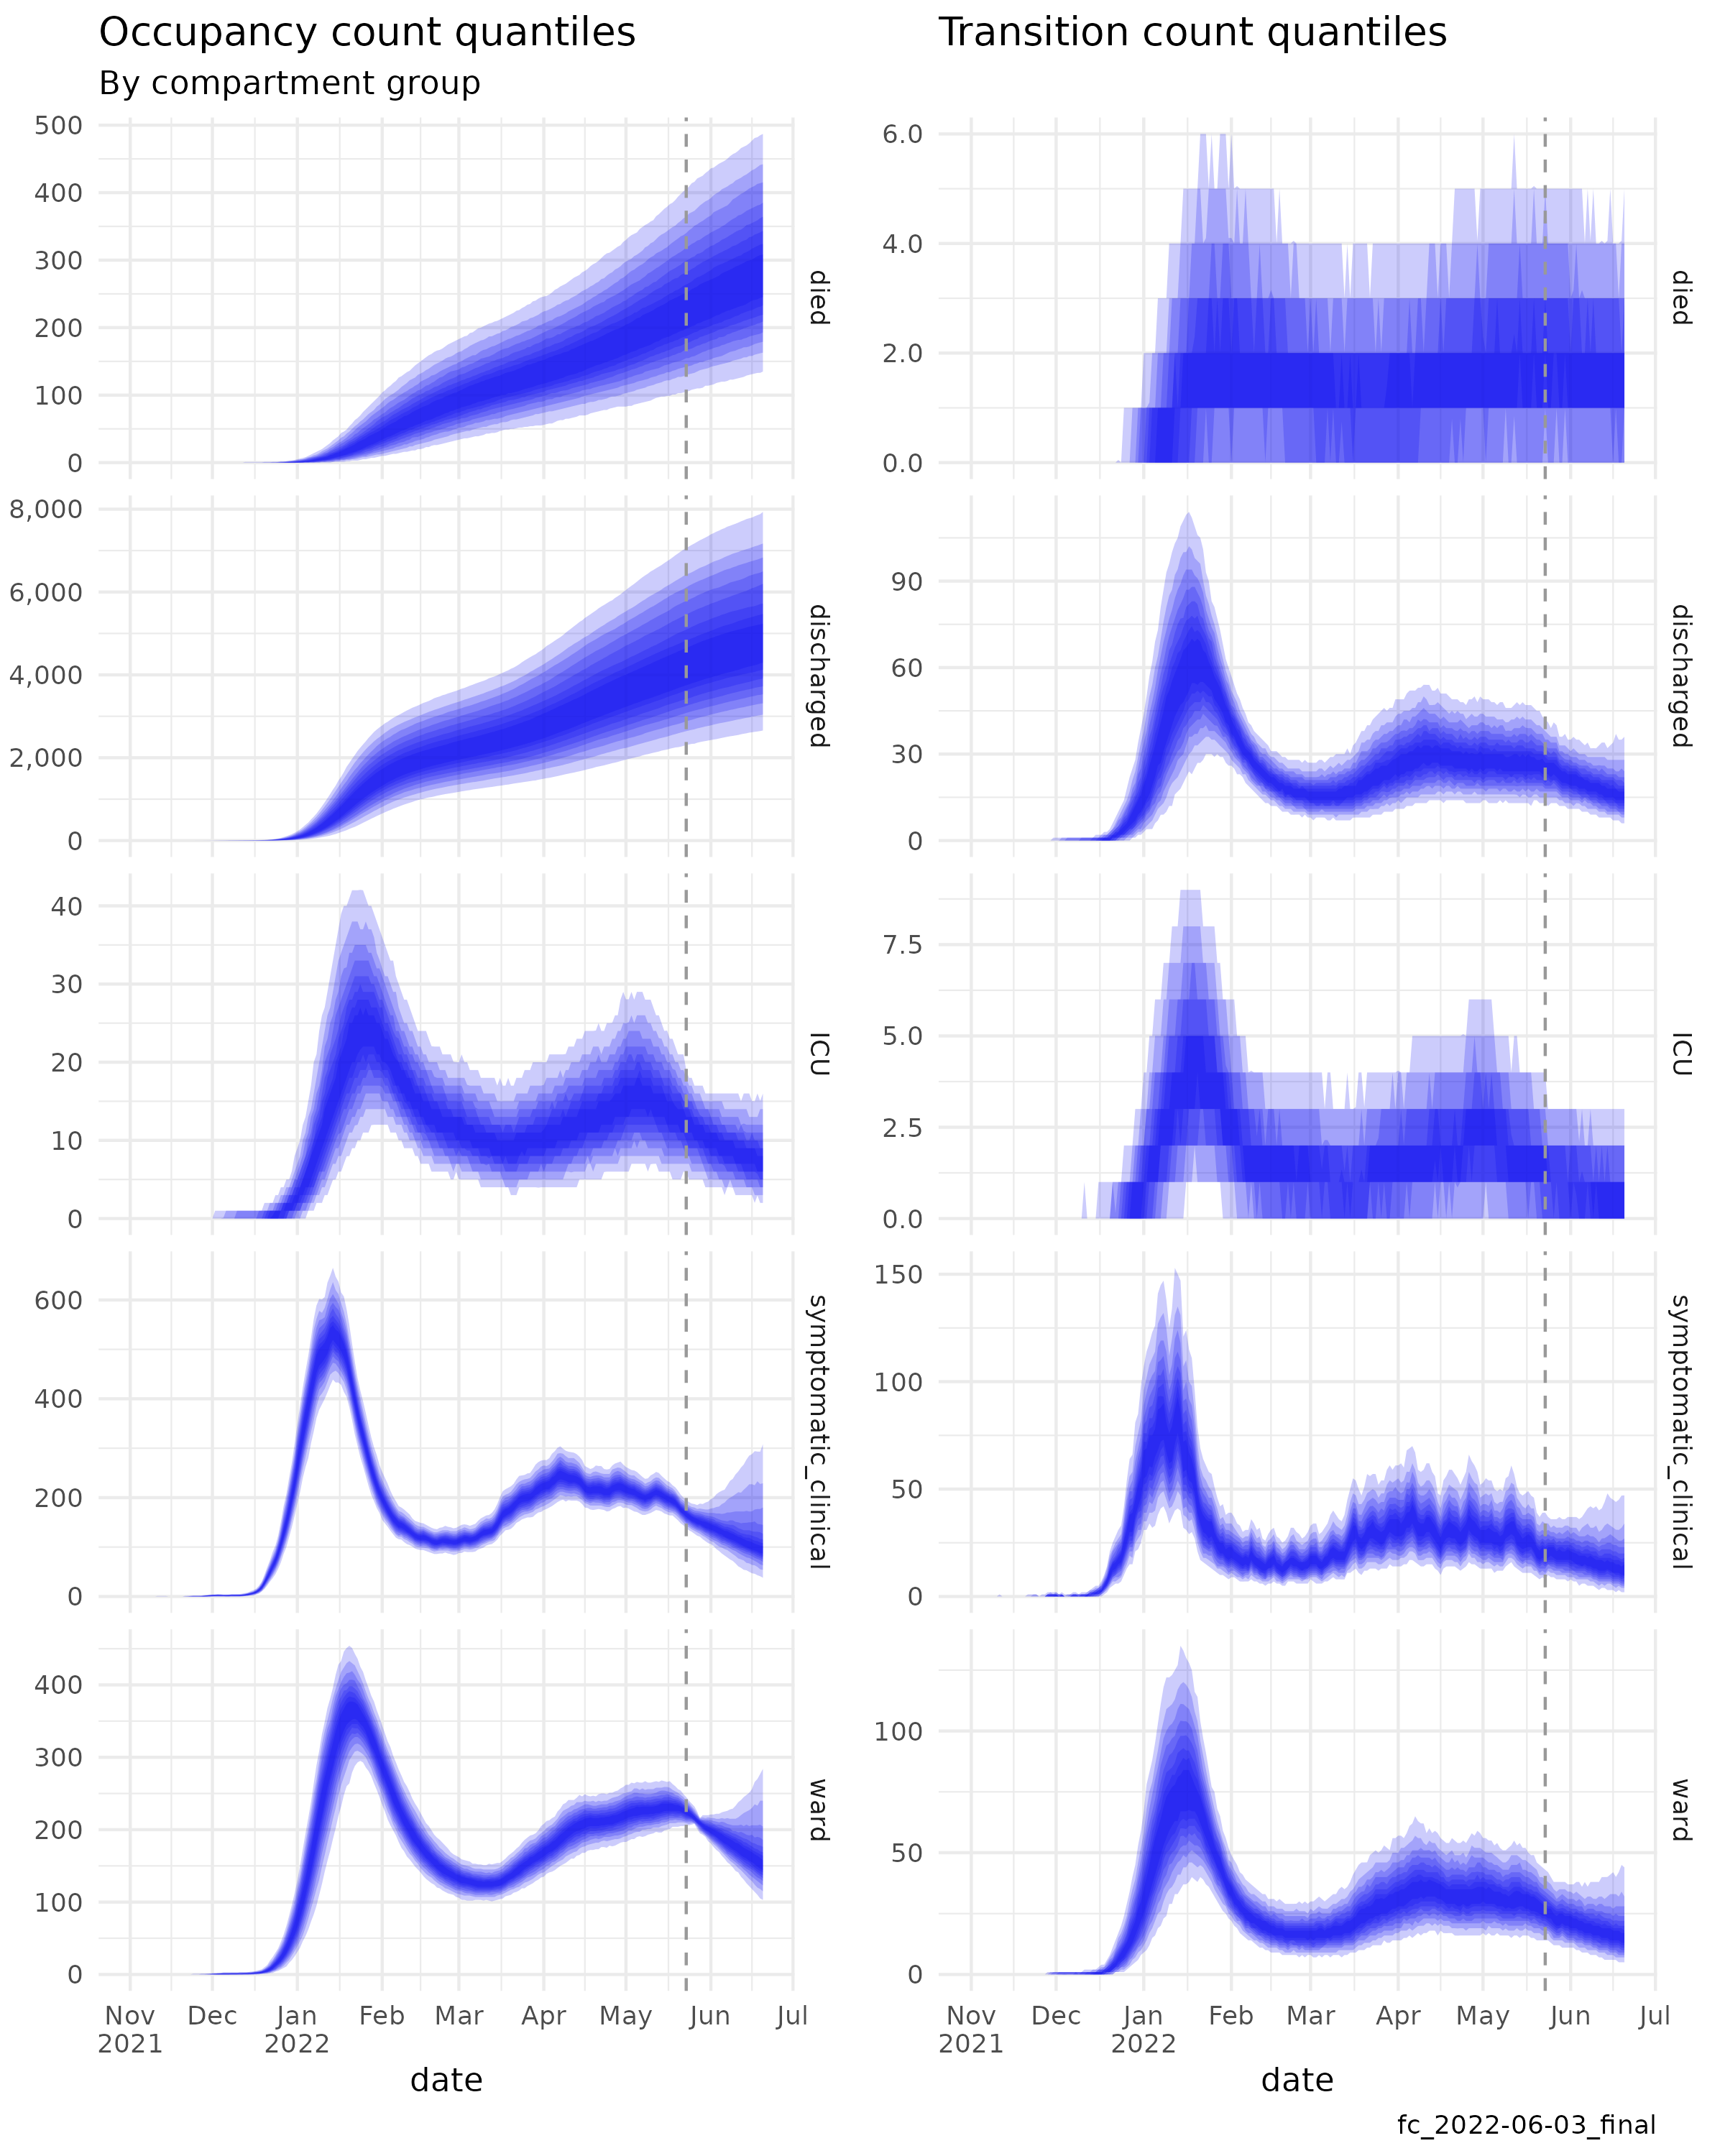 Occupancy count quantiles
By compartment group
500
400
300
200
100
0
died
8,000
6,000
4,000
2,000
0
discharged
40
30
20
10
0
ICU
600
400
200
0
symptomatic_clinical
400
300
200
100
0
ward
Nov Dec Jan Feb Mar Apr May Jun Jul
2021 2022
date
Transition count quantiles
6.0
4.0
2.0
0.0
died
90
60
30
0
discharged
7.5
5.0
2.5
0.0
ICU
150
100
50
0
symptomatic_clinical
100
50
0
ward
Nov Dec Jan Feb Mar Apr May Jun Jul
2021 2022
date
fc_2022-06-03_final